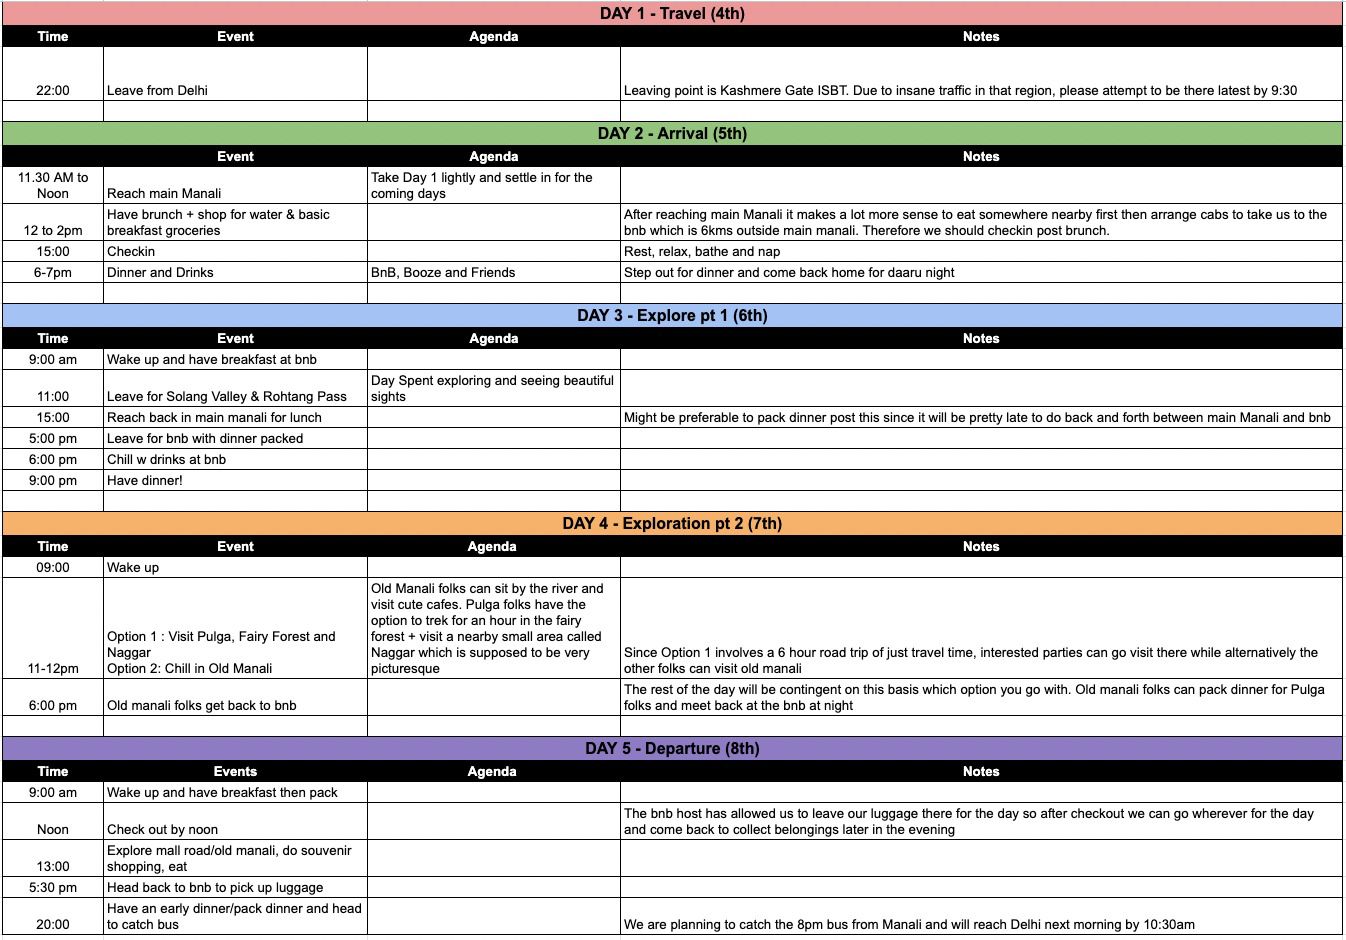 DAY 1 - Travel (4th)
Time Event Agenda Notes
22:00 Leave from Delhi Leaving point is Kashmere Gate ISBT. Due to insane traffic in that region, please attempt to be there latest by 9:30
DAY 2 - Arrival (5th)
Event Agenda Notes
11.30 AM to
Noon
Reach main Manali
Take Day 1 lightly and settle in for the
coming days
12 to 2pm
Have brunch + shop for water & basic
breakfast groceries
After reaching main Manali it makes a lot more sense to eat somewhere nearby first then arrange cabs to take us to the
bnb which is 6kms outside main manali. Therefore we should checkin post brunch.
15:00 Checkin Rest, relax, bathe and nap
6-7pm Dinner and Drinks BnB, Booze and Friends Step out for dinner and come back home for daaru night
DAY 3 - Explore pt 1 (6th)
Time Event Agenda Notes
9:00 am Wake up and have breakfast at bnb
11:00 Leave for Solang Valley & Rohtang Pass
Day Spent exploring and seeing beautiful
sights
15:00 Reach back in main manali for lunch Might be preferable to pack dinner post this since it will be pretty late to do back and forth between main Manali and bnb
5:00 pm Leave for bnb with dinner packed
6:00 pm Chill w drinks at bnb
9:00 pm Have dinner!
DAY 4 - Exploration pt 2 (7th)
Time Event Agenda Notes
09:00 Wake up
11-12pm
Option 1 : Visit Pulga, Fairy Forest and
Naggar
Option 2: Chill in Old Manali
Old Manali folks can sit by the river and
visit cute cafes. Pulga folks have the
option to trek for an hour in the fairy
forest + visit a nearby small area called
Naggar which is supposed to be very
picturesque
Since Option 1 involves a 6 hour road trip of just travel time, interested parties can go visit there while alternatively the
other folks can visit old manali
6:00 pm Old manali folks get back to bnb
The rest of the day will be contingent on this basis which option you go with. Old manali folks can pack dinner for Pulga
folks and meet back at the bnb at night
DAY 5 - Departure (8th)
Time Events Agenda Notes
9:00 am Wake up and have breakfast then pack
Noon Check out by noon
The bnb host has allowed us to leave our luggage there for the day so after checkout we can go wherever for the day
and come back to collect belongings later in the evening
13:00
Explore mall road/old manali, do souvenir
shopping, eat
5:30 pm Head back to bnb to pick up luggage
20:00
Have an early dinner/pack dinner and head
to catch bus
We are planning to catch the 8pm bus from Manali and will reach Delhi next morning by 10:30am